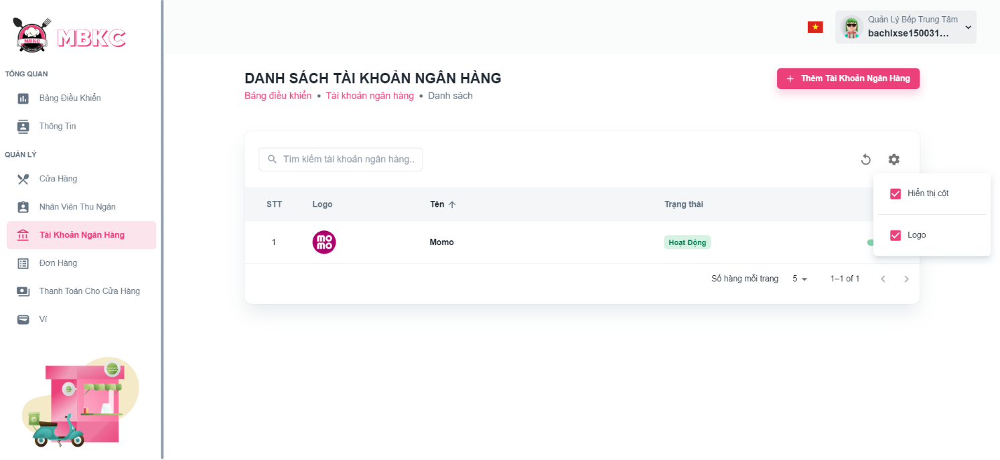 MBKC
MBKC
TỔNG QUAN
Bảng Điều Khiển
Thông Tin
QUẢN LÝ
Cửa Hàng
Nhân Viên Thu Ngân
Tài Khoản Ngân Hàng
Đơn Hàng
Thanh Toán Cho Cửa Hàng
Ví
Quản Lý Bếp Trung Tâm
bachlxse150031...
DANH SÁCH TÀI KHOẢN NGÂN HÀNG
Bảng điều khiển • Tài khoản ngân hàng • Danh sách
+ Thêm Tài Khoản Ngân Hàng
Tìm kiếm tài khoản ngân hàng..
STT Logo Tên Trạng thái
1 momo Momo Hoạt Động
Hiển thị cột
Logo
Số hàng mỗi trang 5 1–1 of 1